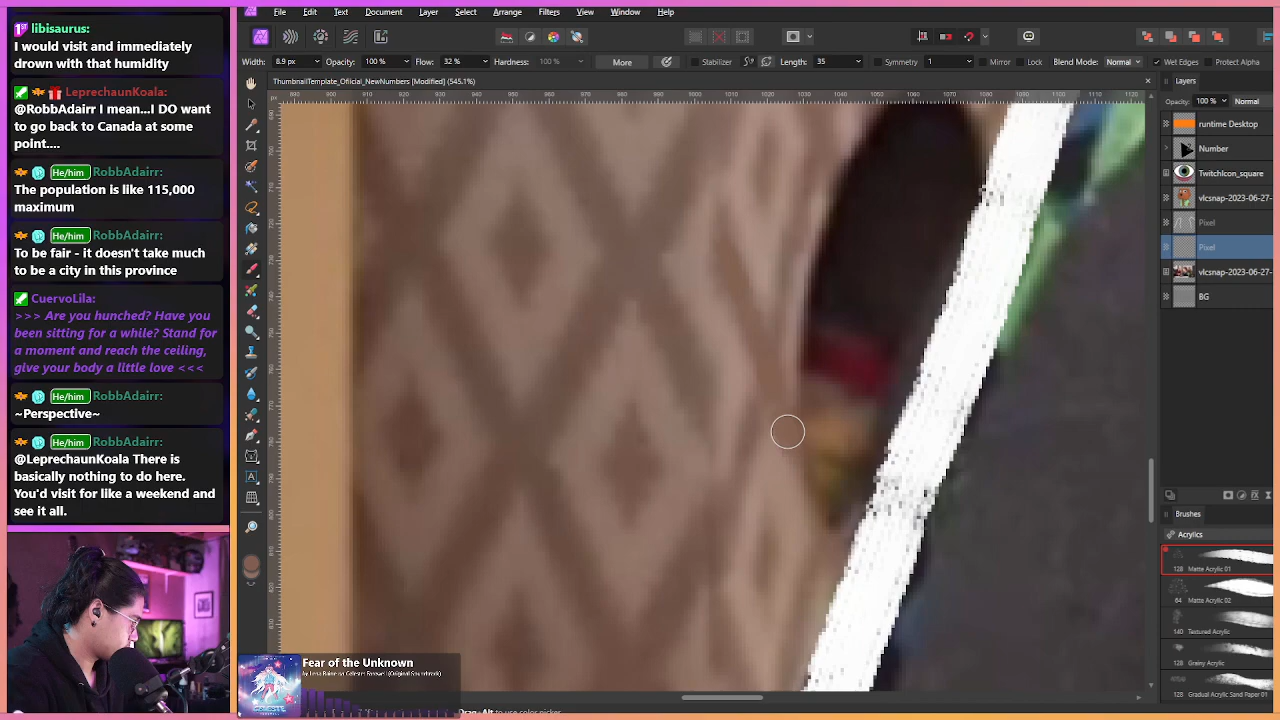 libisaurus:
I would visit and immediately
drown with that humidity
LeprechaunKoala:
@RobbAdairr I mean...I DO want
to go back to Canada at some
point....
He/him RobbAdairr:
The population is like 115,000
maximum
He/him RobbAdairr:
To be fair - it doesn't take much
to be a city in this province
CuervoLila:
>>> Are you hunched? Have you
been sitting for a while? Stand for
a moment and reach the ceiling,
give your body a little love <<<
He/him RobbAdairr:
~Perspective~
He/him RobbAdairr:
@LeprechaunKoala There is
basically nothing to do here.
You'd visit for like a weekend and
see it all.
File Edit Text Document Layer Select Arrange Filters View Window Help
Width: 8.9 px Opacity: 100 % Flow: 32 % Hardness: 100 % More Stabilizer Length: 35 Symmetry 1 Mirror Lock Blend Mode: Normal Wet Edges Protect Alpha
ThumbnailTemplate_Oficial_NewNumbers [Modified] (545.1%)
Layers
Opacity: 100 % Normal
runtime Desktop
Number
TwitchIcon_square
vlcsnap-2023-06-27-
Pixel
Pixel
vlcsnap-2023-06-27-
BG
Brushes
Acrylics
128 Matte Acrylic 01
64 Matte Acrylic 02
140 Textured Acrylic
128 Grainy Acrylic
128 Gradual Acrylic Sand Paper 01
Fear of the Unknown